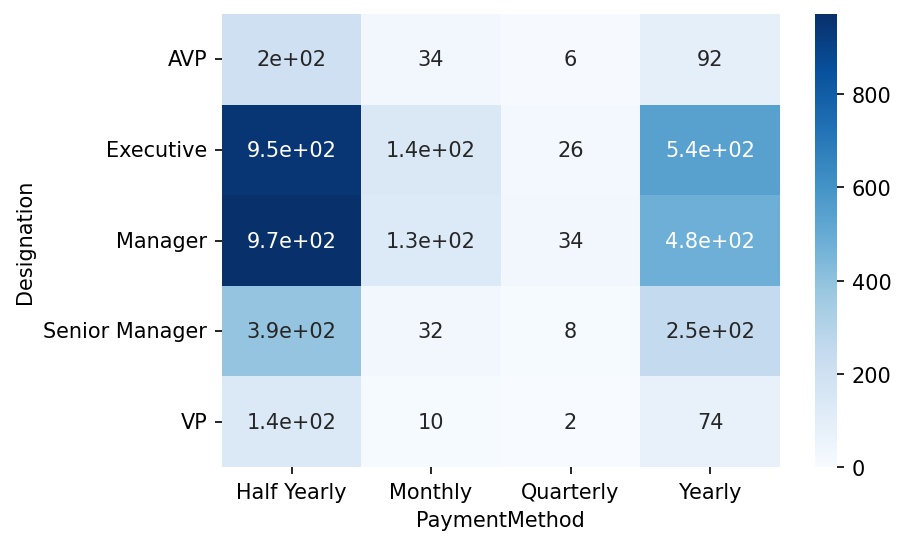 AVP 2e+02 34 6 92
Executive 9.5e+02 1.4e+02 26 5.4e+02
Manager 9.7e+02 1.3e+02 34 4.8e+02
Senior Manager 3.9e+02 32 8 2.5e+02
VP 1.4e+02 10 2 74
Half Yearly Monthly Quarterly Yearly
PaymentMethod
Designation
800
600
400
200
0